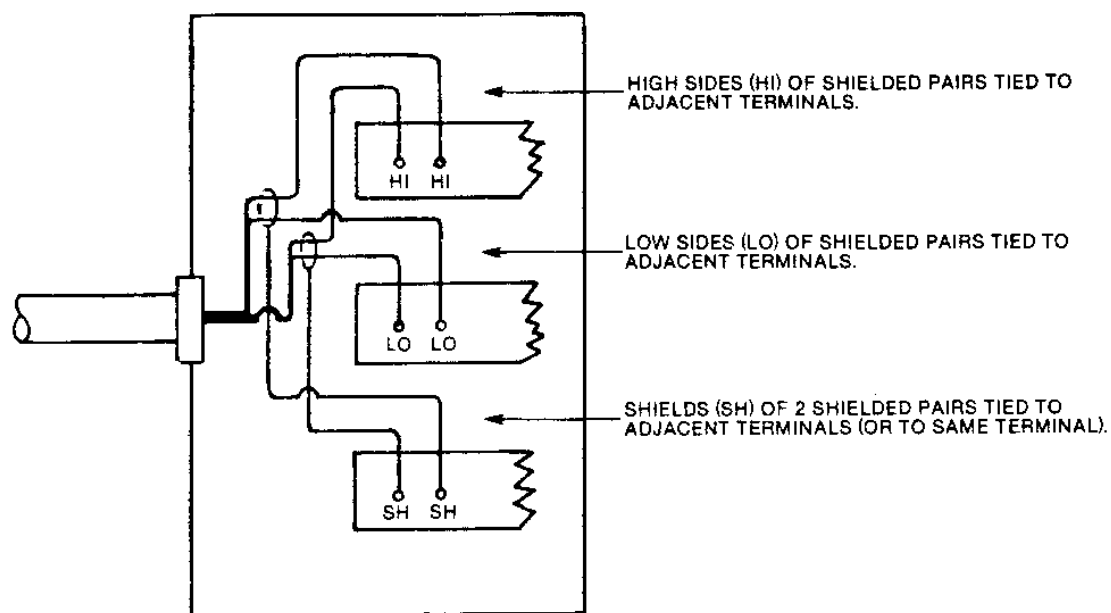 HIGH SIDES (HI) OF SHIELDED PAIRS TIED TO
ADJACENT TERMINALS.
HI HI
LOW SIDES (LO) OF SHIELDED PAIRS TIED TO
ADJACENT TERMINALS.
LO LO
SHIELDS (SH) OF 2 SHIELDED PAIRS TIED TO
ADJACENT TERMINALS (OR TO SAME TERMINAL).
SH SH